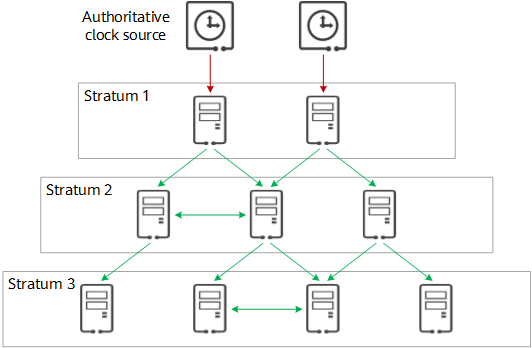 Authoritative
clock source
Stratum 1
Stratum 2
Stratum 3